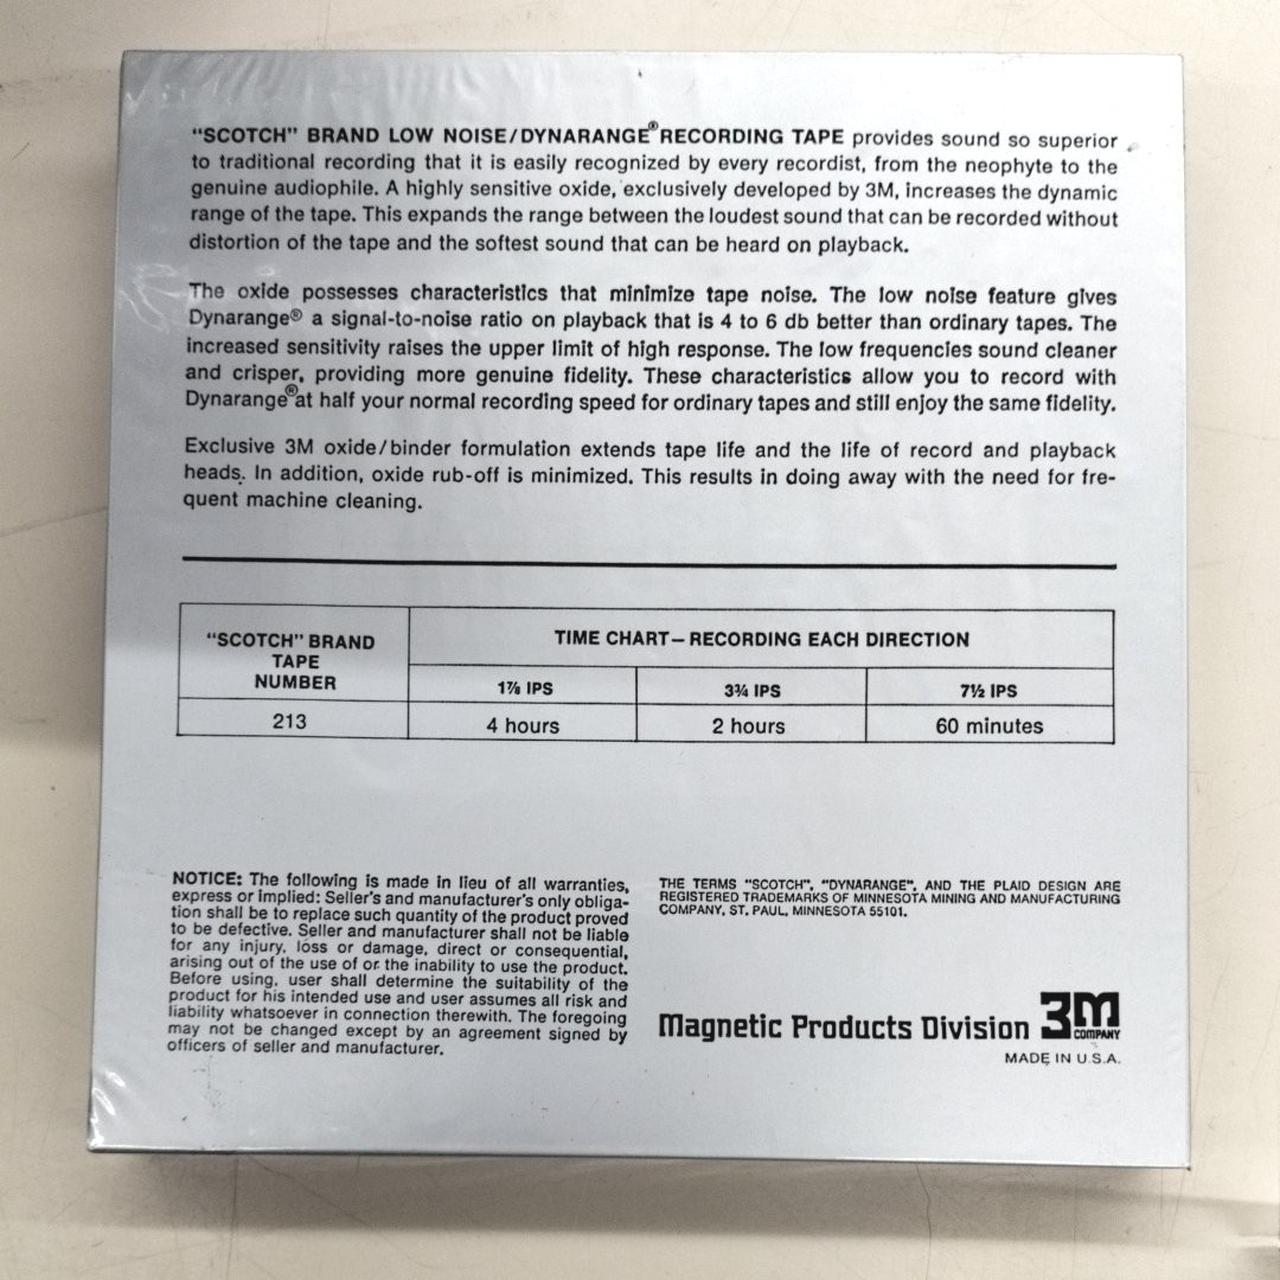 "SCOTCH" BRAND LOW NOISE/DYNARANGE® RECORDING TAPE provides sound so superior
to traditional recording that it is easily recognized by every recordist, from the neophyte to the
genuine audiophile. A highly sensitive oxide, exclusively developed by 3M, increases the dynamic
range of the tape. This expands the range between the loudest sound that can be recorded without
distortion of the tape and the softest sound that can be heard on playback.
The oxide possesses characteristics that minimize tape noise. The low noise feature gives
Dynarange® a signal-to-noise ratio on playback that is 4 to 6 db better than ordinary tapes. The
increased sensitivity raises the upper limit of high response. The low frequencies sound cleaner
and crisper, providing more genuine fidelity. These characteristics allow you to record with
Dynarange® at half your normal recording speed for ordinary tapes and still enjoy the same fidelity.
Exclusive 3M oxide/binder formulation extends tape life and the life of record and playback
heads. In addition, oxide rub-off is minimized. This results in doing away with the need for fre-
quent machine cleaning.
"SCOTCH" BRAND
TAPE
NUMBER
TIME CHART—RECORDING EACH DIRECTION
1⅞ IPS 3¾ IPS 7½ IPS
213 4 hours 2 hours 60 minutes
NOTICE: The following is made in lieu of all warranties,
express or implied: Seller's and manufacturer's only obliga-
tion shall be to replace such quantity of the product proved
to be defective. Seller and manufacturer shall not be liable
for any injury, loss or damage, direct or consequential,
arising out of the use of or the inability to use the product.
Before using, user shall determine the suitability of the
product for his intended use and user assumes all risk and
liability whatsoever in connection therewith. The foregoing
may not be changed except by an agreement signed by
officers of seller and manufacturer.
THE TERMS "SCOTCH", "DYNARANGE", AND THE PLAID DESIGN ARE
REGISTERED TRADEMARKS OF MINNESOTA MINING AND MANUFACTURING
COMPANY, ST. PAUL, MINNESOTA 55101.
Magnetic Products Division 3M COMPANY
MADE IN U.S.A.